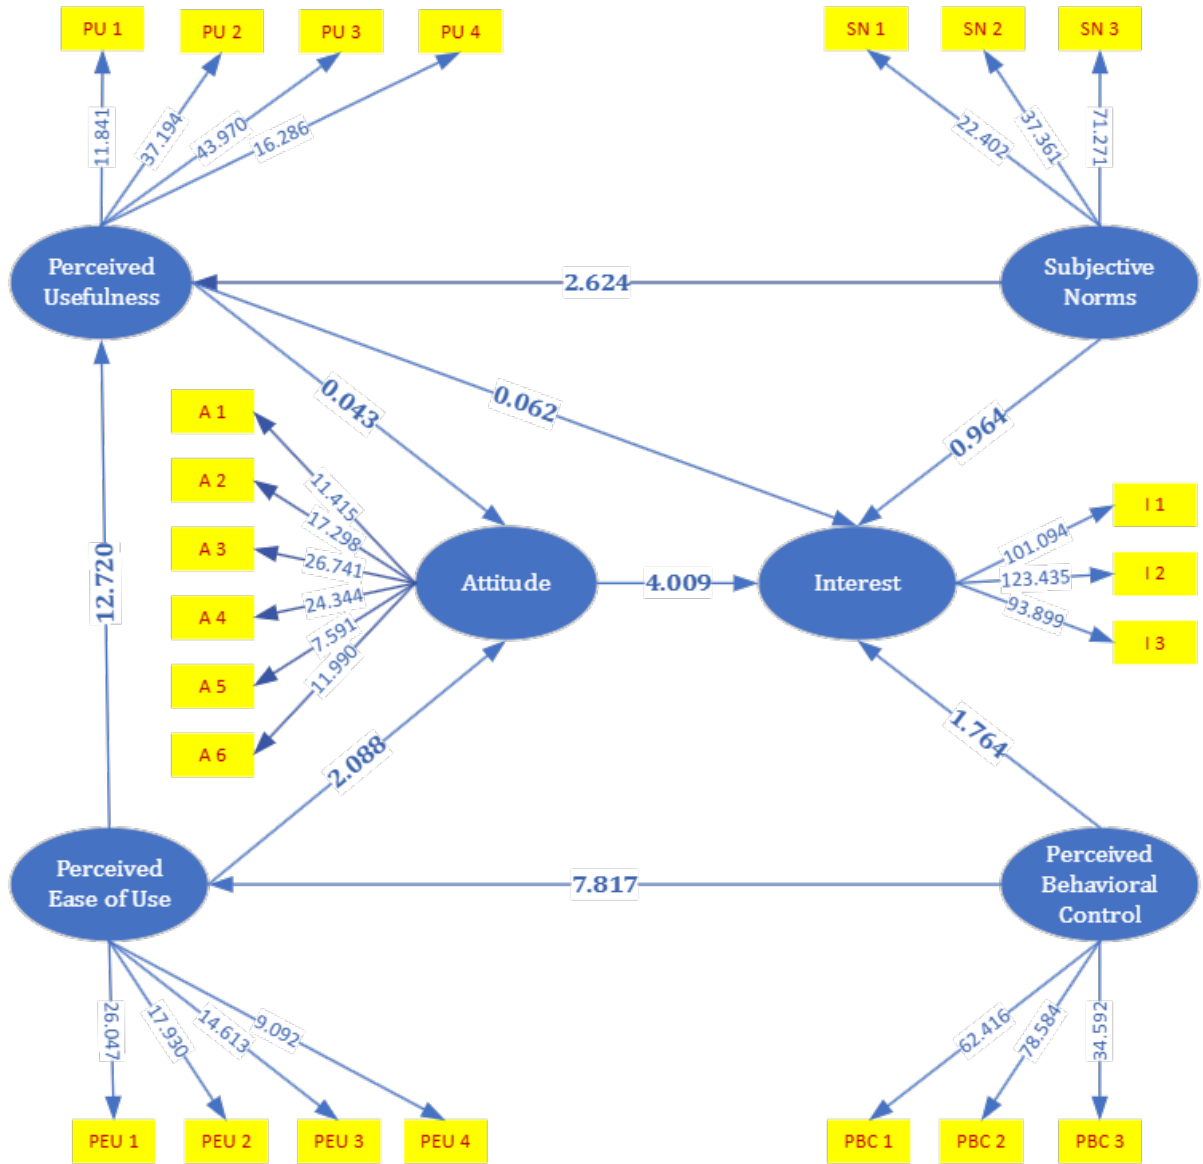 PU 1
PU 2
PU 3
PU 4
SN 1
SN 2
SN 3
11.841
37.194
43.970
16.286
22.402
37.361
71.271
Perceived
Usefulness
2.624
Subjective
Norms
0.043
0.062
0.964
A 1
A 2
A 3
A 4
A 5
A 6
11.415
17.298
26.741
24.344
7.591
11.990
12.720
Attitude
4.009
Interest
101.094
123.435
93.899
I 1
I 2
I 3
2.088
1.764
Perceived
Ease of Use
7.817
Perceived
Behavioral
Control
26.047
17.930
14.613
9.092
62.416
78.584
34.592
PEU 1
PEU 2
PEU 3
PEU 4
PBC 1
PBC 2
PBC 3